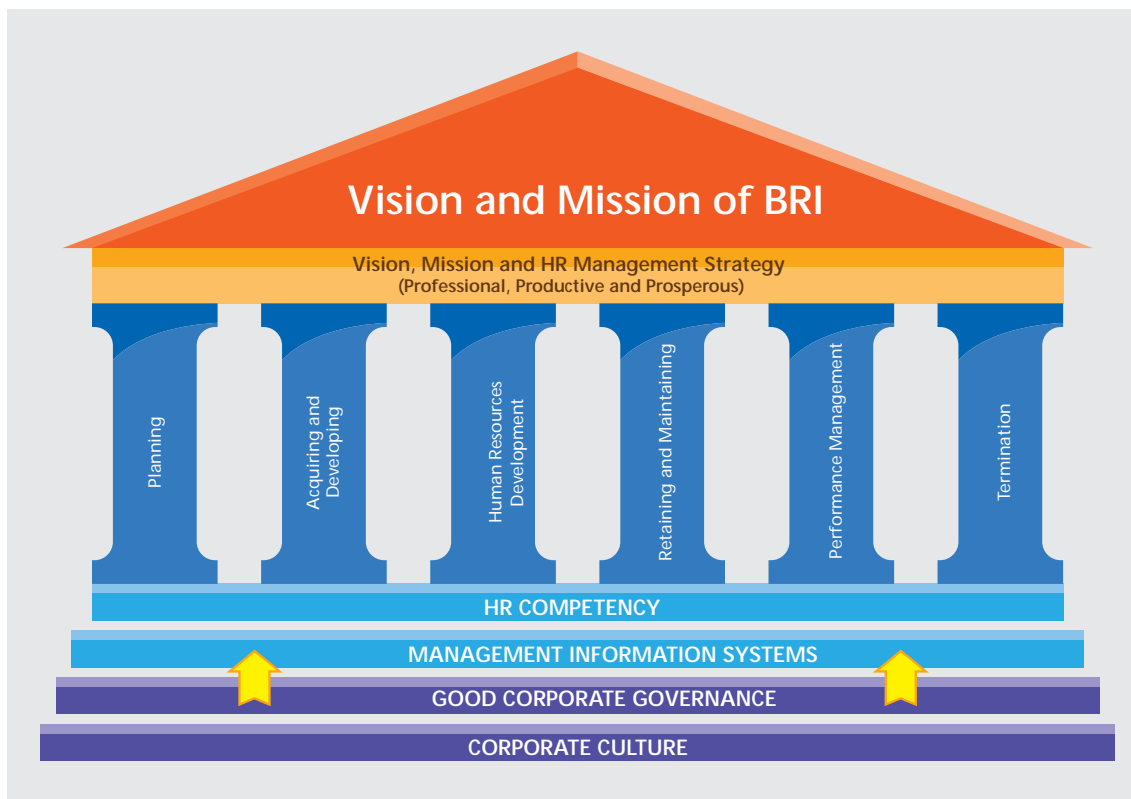 Vision and Mission of BRI
Vision, Mission and HR Management Strategy
(Professional, Productive and Prosperous)
Planning
Acquiring and
Developing
Human Resources
Development
Retaining and Maintaining
Performance Management
Termination
HR COMPETENCY
MANAGEMENT INFORMATION SYSTEMS
GOOD CORPORATE GOVERNANCE
CORPORATE CULTURE